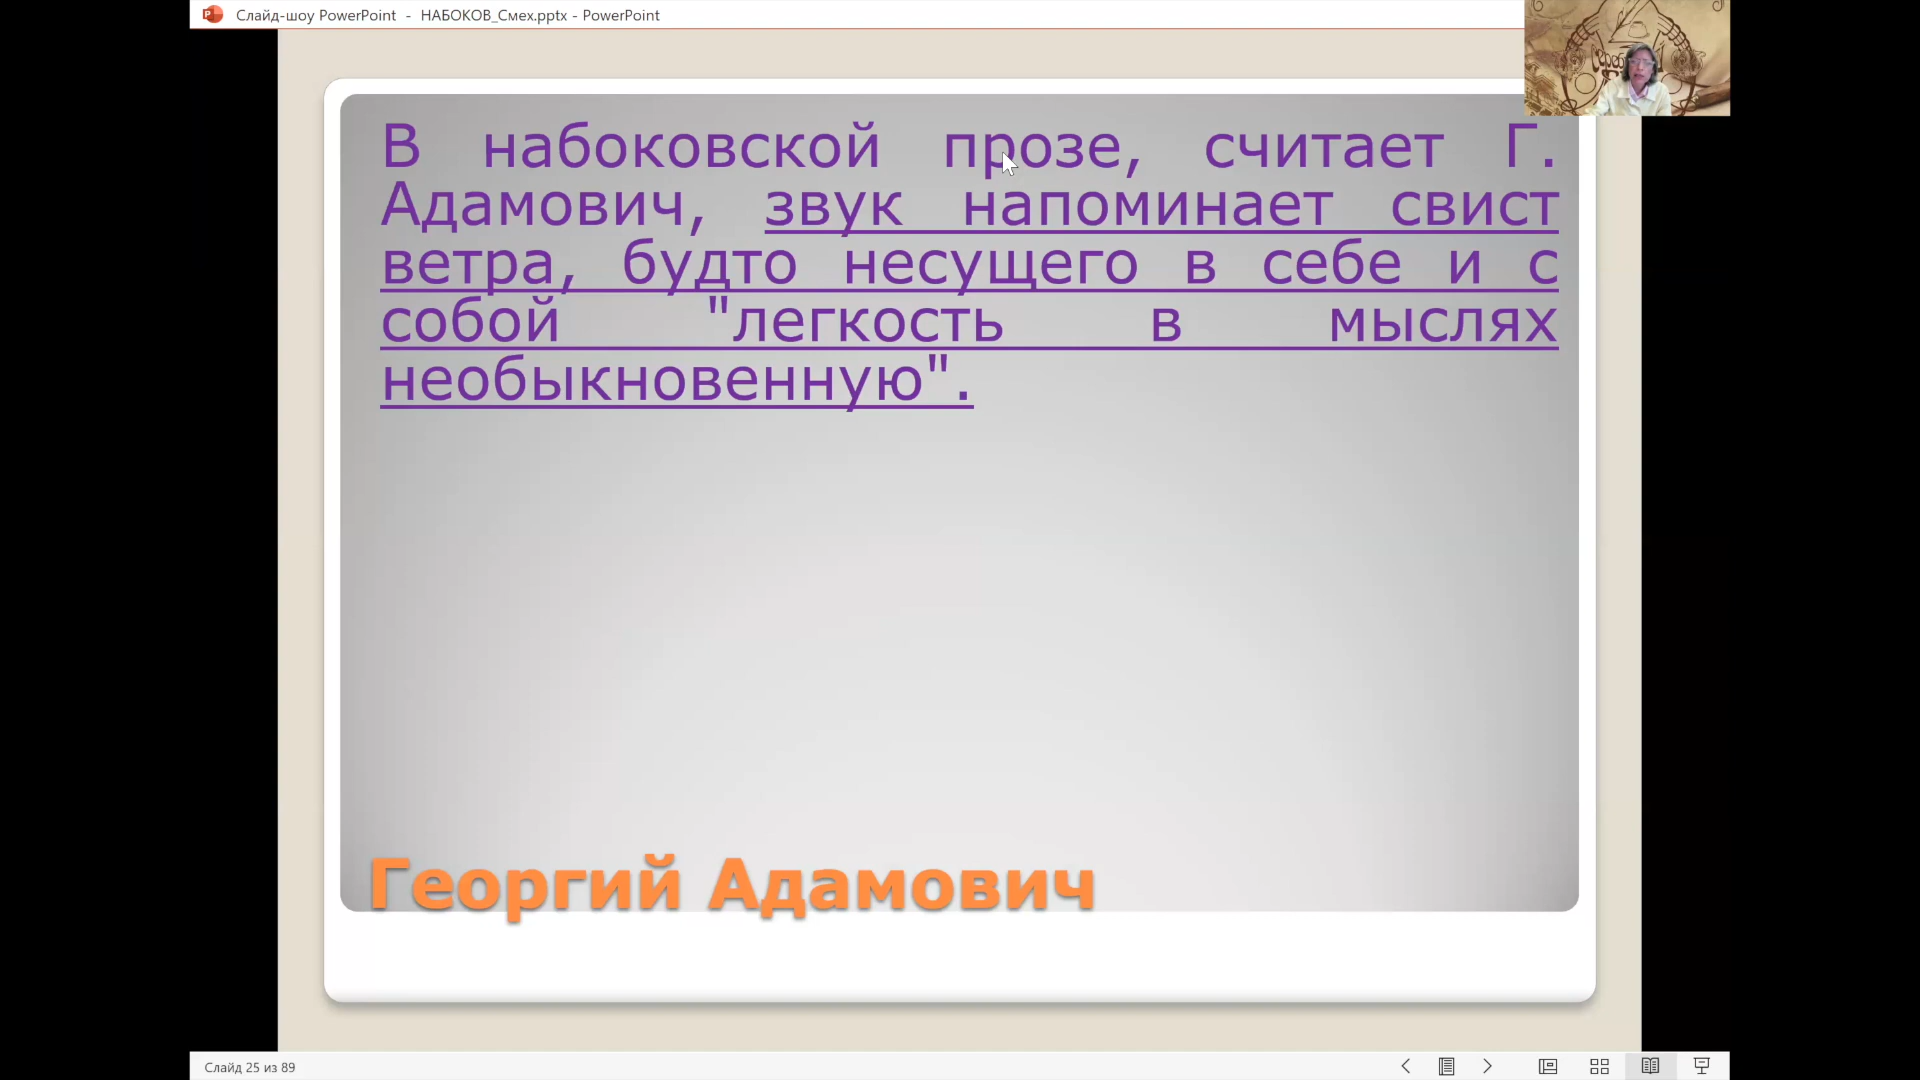 Слайд-шоу PowerPoint - НАБОКОВ_Смех.pptx - PowerPoint
В набоковской прозе, считает Г.
Адамович, звук напоминает свист
ветра, будто несущего в себе и с
собой "легкость в мыслях
необыкновенную".
Георгий Адамович
Слайд 25 из 89